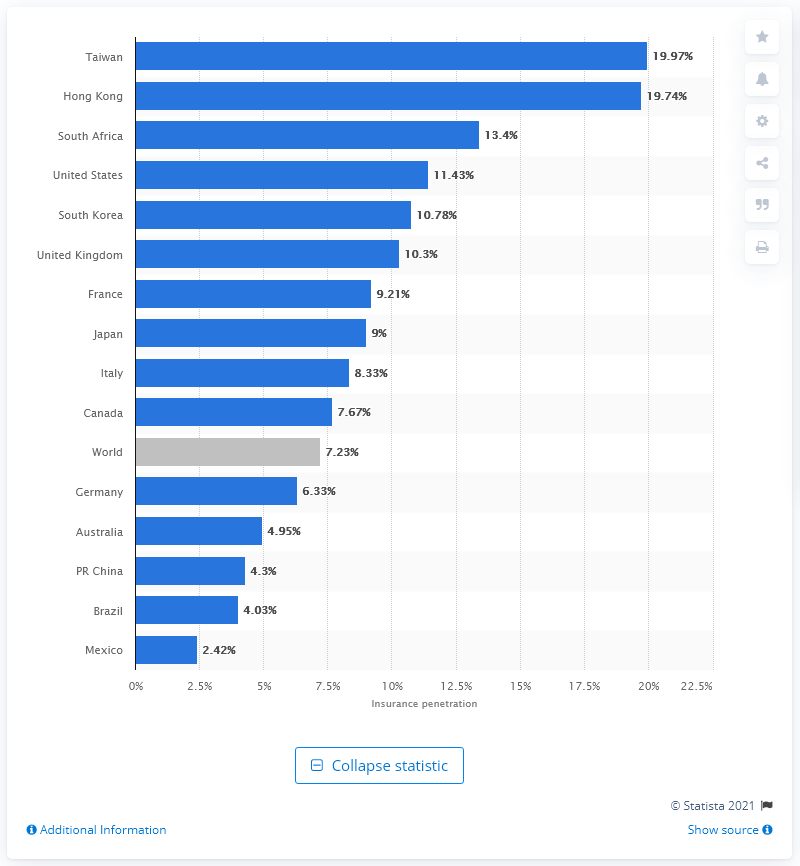 Taiwan 19.97%
Hong Kong 19.74%
South Africa 13.4%
United States 11.43%
South Korea 10.78%
United Kingdom 10.3%
France 9.21%
Japan 9%
Italy 8.33%
Canada 7.67%
World 7.23%
Germany 6.33%
Australia 4.95%
PR China 4.3%
Brazil 4.03%
Mexico 2.42%
0% 2.5% 5% 7.5% 10% 12.5% 15% 17.5% 20% 22.5%
Insurance penetration
Collapse statistic
© Statista 2021
Additional Information Show source